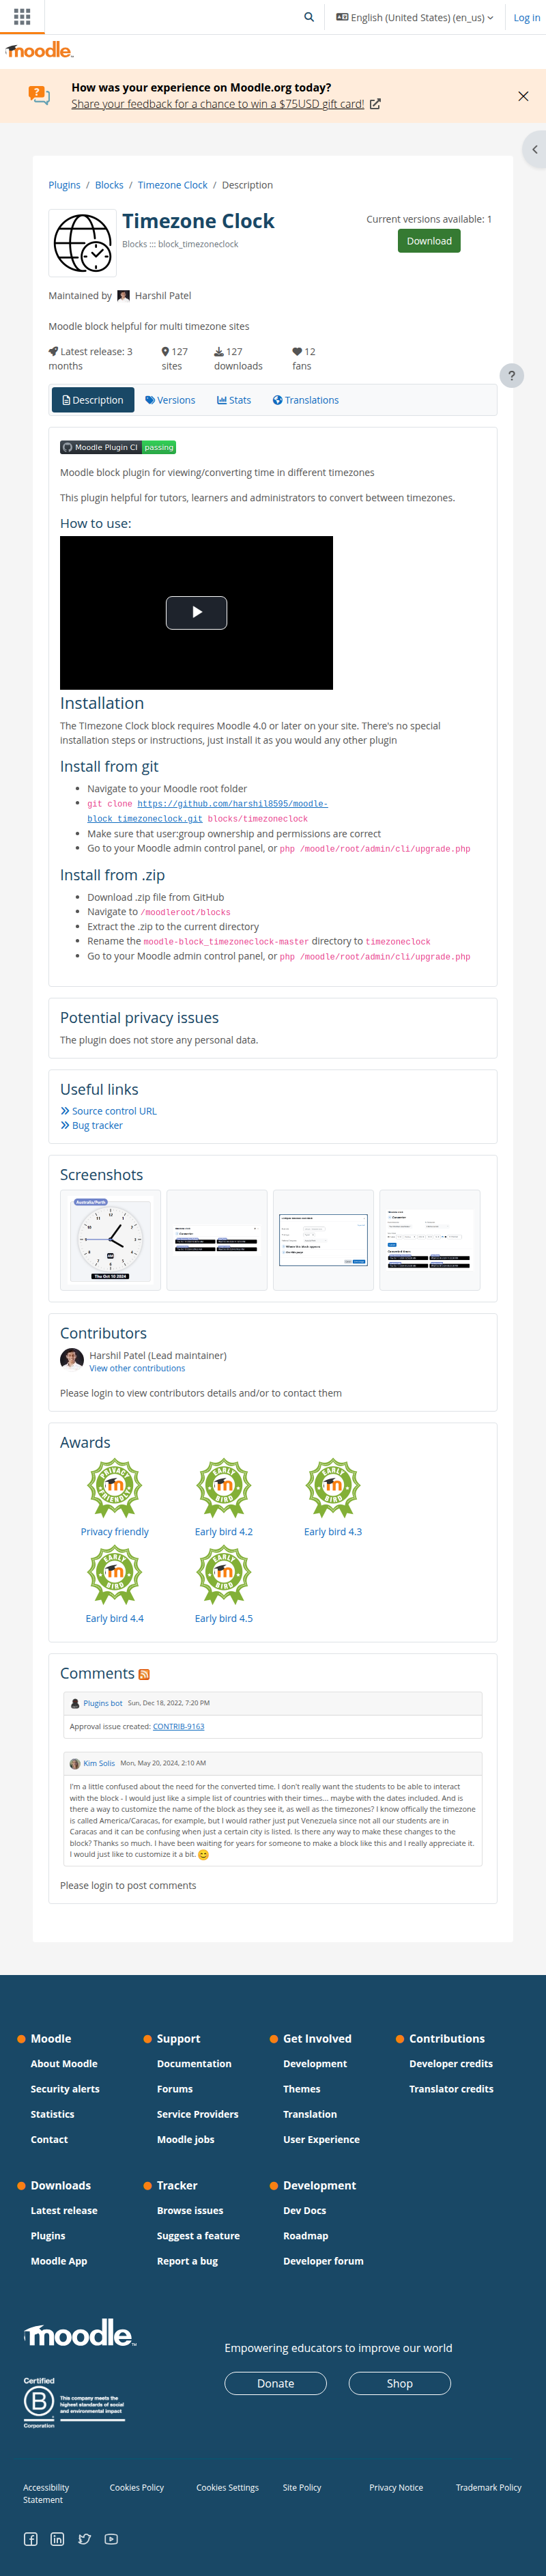 English (United States) (en_us)
Log in
moodle
How was your experience on Moodle.org today?
Share your feedback for a chance to win a $75USD gift card!
Plugins / Blocks / Timezone Clock / Description
Timezone Clock
Blocks ::: block_timezoneclock
Current versions available: 1
Download
Maintained by Harshil Patel
Moodle block helpful for multi timezone sites
Latest release: 3 months
127 sites
127 downloads
12 fans
?
Description Versions Stats Translations
Moodle Plugin CI passing
Moodle block plugin for viewing/converting time in different timezones
This plugin helpful for tutors, learners and administrators to convert between timezones.
How to use:
Installation
The TImezone Clock block requires Moodle 4.0 or later on your site. There's no special
installation steps or instructions, just install it as you would any other plugin
Install from git
Navigate to your Moodle root folder
git clone https://github.com/harshil8595/moodle-
block_timezoneclock.git blocks/timezoneclock
Make sure that user:group ownership and permissions are correct
Go to your Moodle admin control panel, or php /moodle/root/admin/cli/upgrade.php
Install from .zip
Download .zip file from GitHub
Navigate to /moodleroot/blocks
Extract the .zip to the current directory
Rename the moodle-block_timezoneclock-master directory to timezoneclock
Go to your Moodle admin control panel, or php /moodle/root/admin/cli/upgrade.php
Potential privacy issues
The plugin does not store any personal data.
Useful links
Source control URL
Bug tracker
Screenshots
Australia/Perth
Thu Oct 10 2024
Contributors
Harshil Patel (Lead maintainer)
View other contributions
Please login to view contributors details and/or to contact them
Awards
Privacy friendly
Early bird 4.2
Early bird 4.3
Early bird 4.4
Early bird 4.5
Comments
Plugins bot Sun, Dec 18, 2022, 7:20 PM
Approval issue created: CONTRIB-9163
Kim Solis Mon, May 20, 2024, 2:10 AM
I'm a little confused about the need for the converted time. I don't really want the students to be able to interact
with the block - I would just like a simple list of countries with their times... maybe with the dates included. And is
there a way to customize the name of the block as they see it, as well as the timezones? I know offically the timezone
is called America/Caracas, for example, but I would rather just put Venezuela since not all our students are in
Caracas and it can be confusing when just a certain city is listed. Is there any way to make these changes to the
block? Thanks so much. I have been waiting for years for someone to make a block like this and I really appreciate it.
I would just like to customize it a bit. 😊
Please login to post comments
Moodle
About Moodle
Security alerts
Statistics
Contact
Support
Documentation
Forums
Service Providers
Moodle jobs
Get Involved
Development
Themes
Translation
User Experience
Contributions
Developer credits
Translator credits
Downloads
Latest release
Plugins
Moodle App
Tracker
Browse issues
Suggest a feature
Report a bug
Development
Dev Docs
Roadmap
Developer forum
moodle
Empowering educators to improve our world
Donate
Shop
Certified
B
Corporation
This company meets the
highest standards of social
and environmental impact
Accessibility
Statement
Cookies Policy
Cookies Settings
Site Policy
Privacy Notice
Trademark Policy